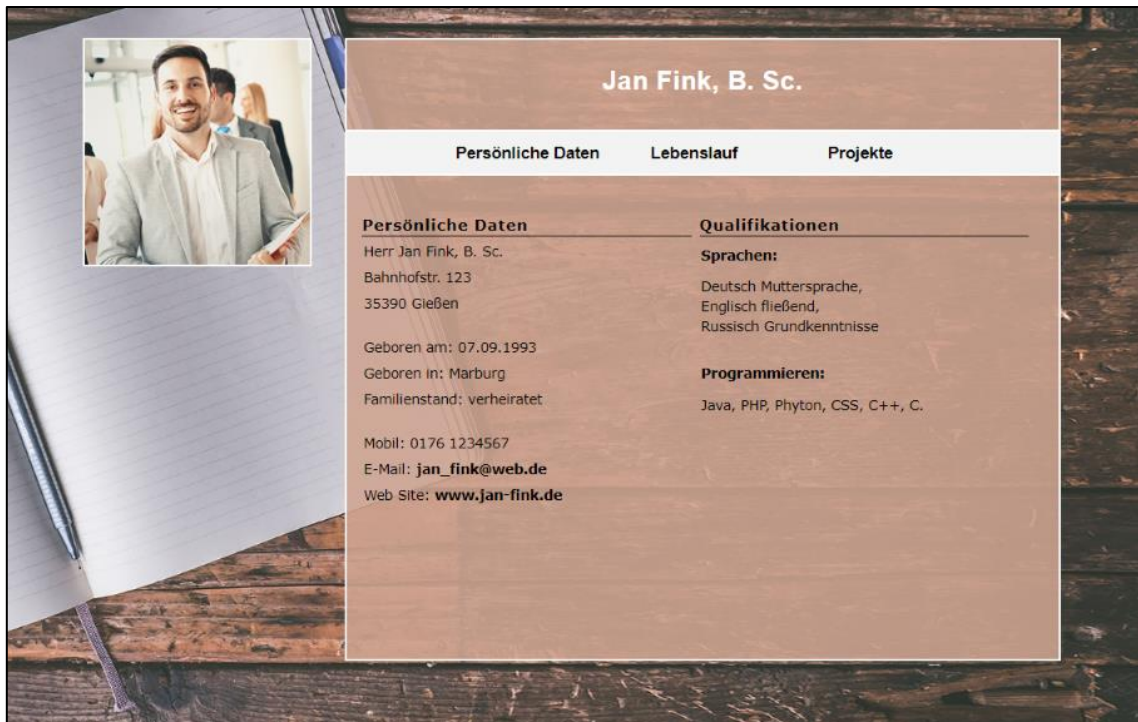 Jan Fink, B. Sc.
Persönliche Daten Lebenslauf Projekte
Persönliche Daten
Herr Jan Fink, B. Sc.
Bahnhofstr. 123
35390 Gießen
Geboren am: 07.09.1993
Geboren in: Marburg
Familienstand: verheiratet
Mobil: 0176 1234567
E-Mail: jan_fink@web.de
Web Site: www.jan-fink.de
Qualifikationen
Sprachen:
Deutsch Muttersprache,
Englisch fließend,
Russisch Grundkenntnisse
Programmieren:
Java, PHP, Phyton, CSS, C++, C.